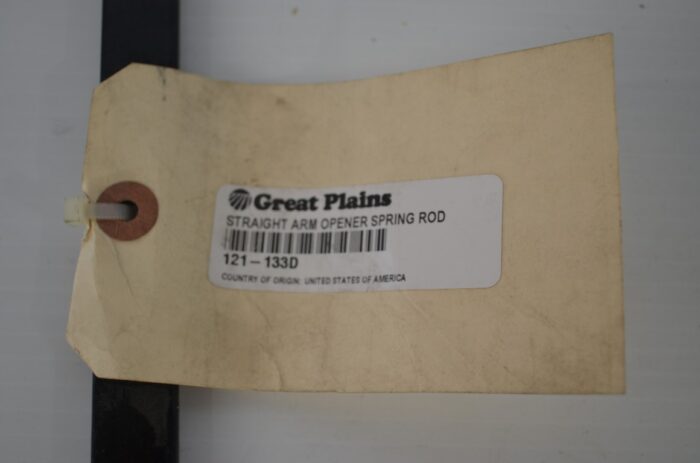 Great Plains
STRAIGHT ARM OPENER SPRING ROD
121-133D
COUNTRY OF ORIGIN: UNITED STATES OF AMERICA